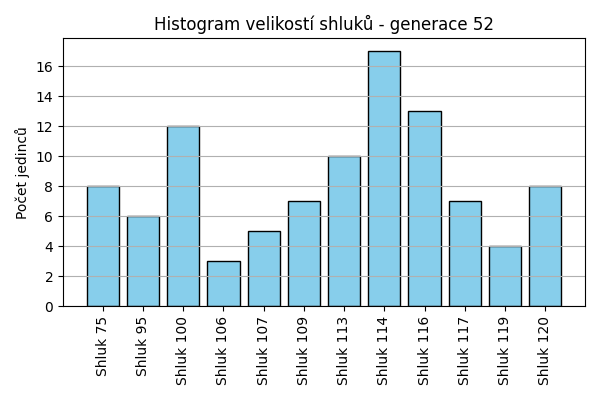 Histogram velikostí shluků - generace 52
Počet jedinců
16
14
12
10
8
6
4
2
0
Shluk 75
Shluk 95
Shluk 100
Shluk 106
Shluk 107
Shluk 109
Shluk 113
Shluk 114
Shluk 116
Shluk 117
Shluk 119
Shluk 120